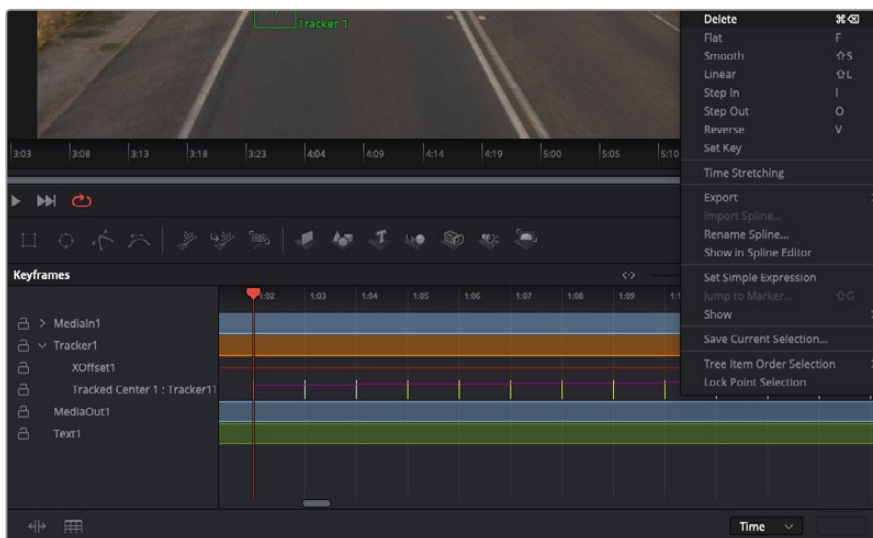 Tracker 1
Delete ⌘⌫
Flat F
Smooth ⇧S
Linear ⇧L
Step In I
Step Out O
Reverse V
Set Key
Time Stretching
Export
Import Spline...
Rename Spline...
Show in Spline Editor
Set Simple Expression
Jump to Marker... ⇧G
Show
Save Current Selection...
Tree Item Order Selection
Lock Point Selection
3:03 3:08 3:13 3:18 3:23 4:04 4:09 4:14 4:19 5:00 5:05 5:10
T
Keyframes
1:02 1:03 1:04 1:05 1:06 1:07 1:08 1:09
MediaIn1
Tracker1
XOffset1
Tracked Center 1 : Tracker1
MediaOut1
Text1
Time